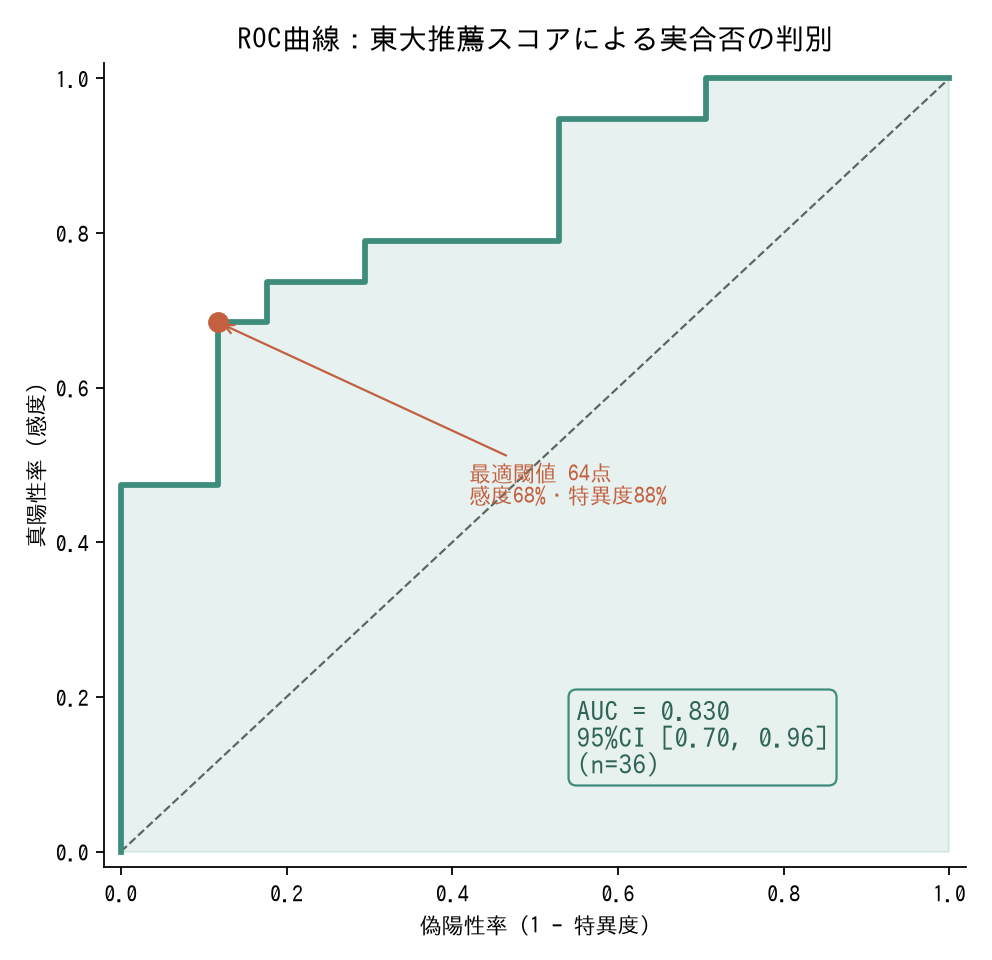 ROC曲線：東大推薦スコアによる実合否の判別
1.0
0.8
0.6
0.4
0.2
0.0
真陽性率（感度）
最適閾値 64点
感度68%・特異度88%
AUC = 0.830
95%CI [0.70, 0.96]
(n=36)
0.0 0.2 0.4 0.6 0.8 1.0
偽陽性率（1 − 特異度）